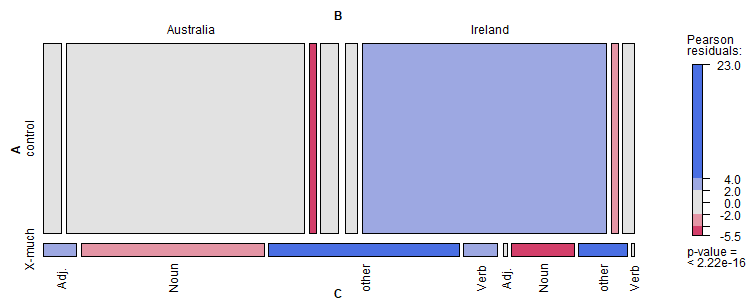 B
Australia Ireland
Pearson
residuals:
23.0
4.0
2.0
0.0
-2.0
-5.5
p-value =
< 2.22e-16
A
control
X-much
Adj. Noun other Verb Adj. Noun other Verb
C